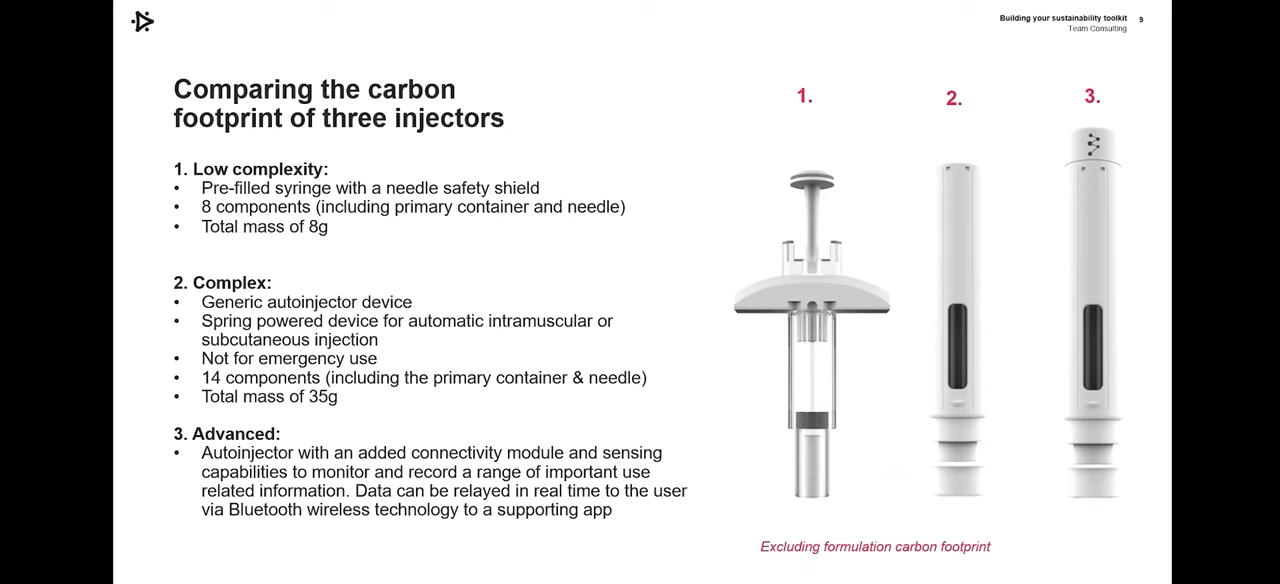 Building your sustainability toolkit 9
Team Consulting
Comparing the carbon
footprint of three injectors
1. Low complexity:
• Pre-filled syringe with a needle safety shield
• 8 components (including primary container and needle)
• Total mass of 8g
2. Complex:
• Generic autoinjector device
• Spring powered device for automatic intramuscular or
subcutaneous injection
• Not for emergency use
• 14 components (including the primary container & needle)
• Total mass of 35g
3. Advanced:
• Autoinjector with an added connectivity module and sensing
capabilities to monitor and record a range of important use
related information. Data can be relayed in real time to the user
via Bluetooth wireless technology to a supporting app
1.
2.
3.
Excluding formulation carbon footprint